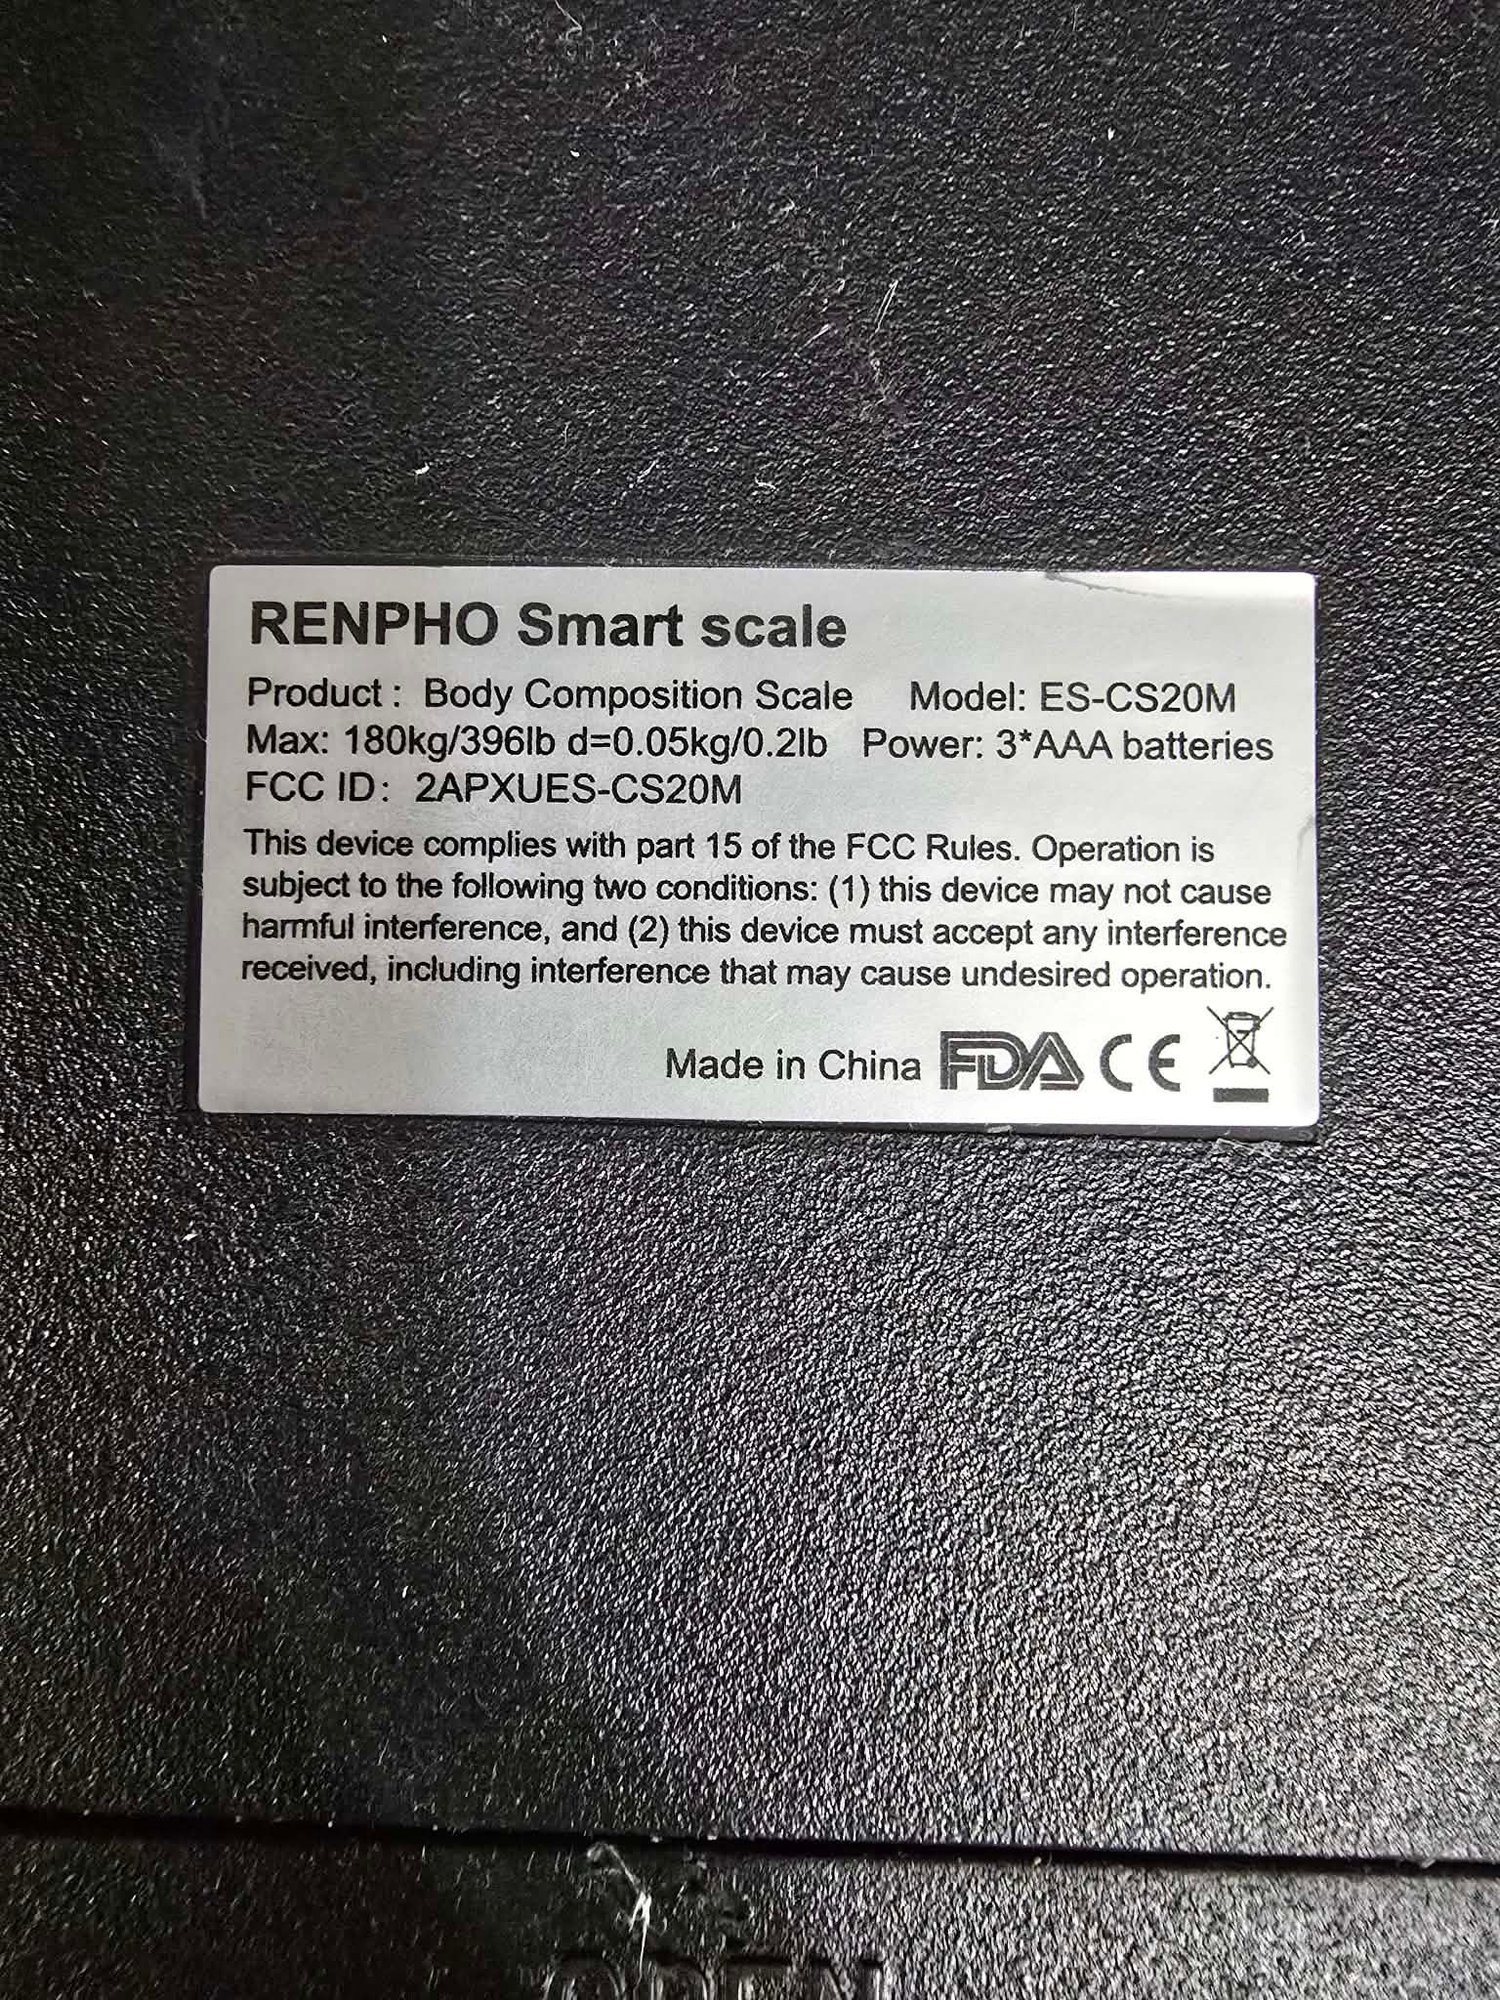 RENPHO Smart scale
Product : Body Composition Scale Model: ES-CS20M
Max: 180kg/396lb d=0.05kg/0.2lb Power: 3*AAA batteries
FCC ID : 2APXUES-CS20M
This device complies with part 15 of the FCC Rules. Operation is
subject to the following two conditions: (1) this device may not cause
harmful interference, and (2) this device must accept any interference
received, including interference that may cause undesired operation.
Made in China FDA CE
OPEN